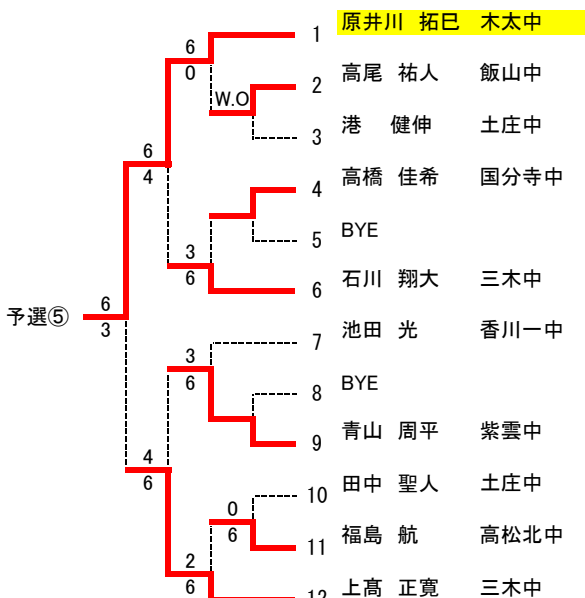 6
0
1 原井川 拓巳 木太中
W.O
2 高尾 祐人 飯山中
3 港 健伸 土庄中
6
4
4 高橋 佳希 国分寺中
5 BYE
3
6
6 石川 翔大 三木中
予選⑤
6
3
7 池田 光 香川一中
3
6
8 BYE
9 青山 周平 紫雲中
4
6
10 田中 聖人 土庄中
0
6
11 福島 航 高松北中
2
6
12 上髙 正寛 三木中